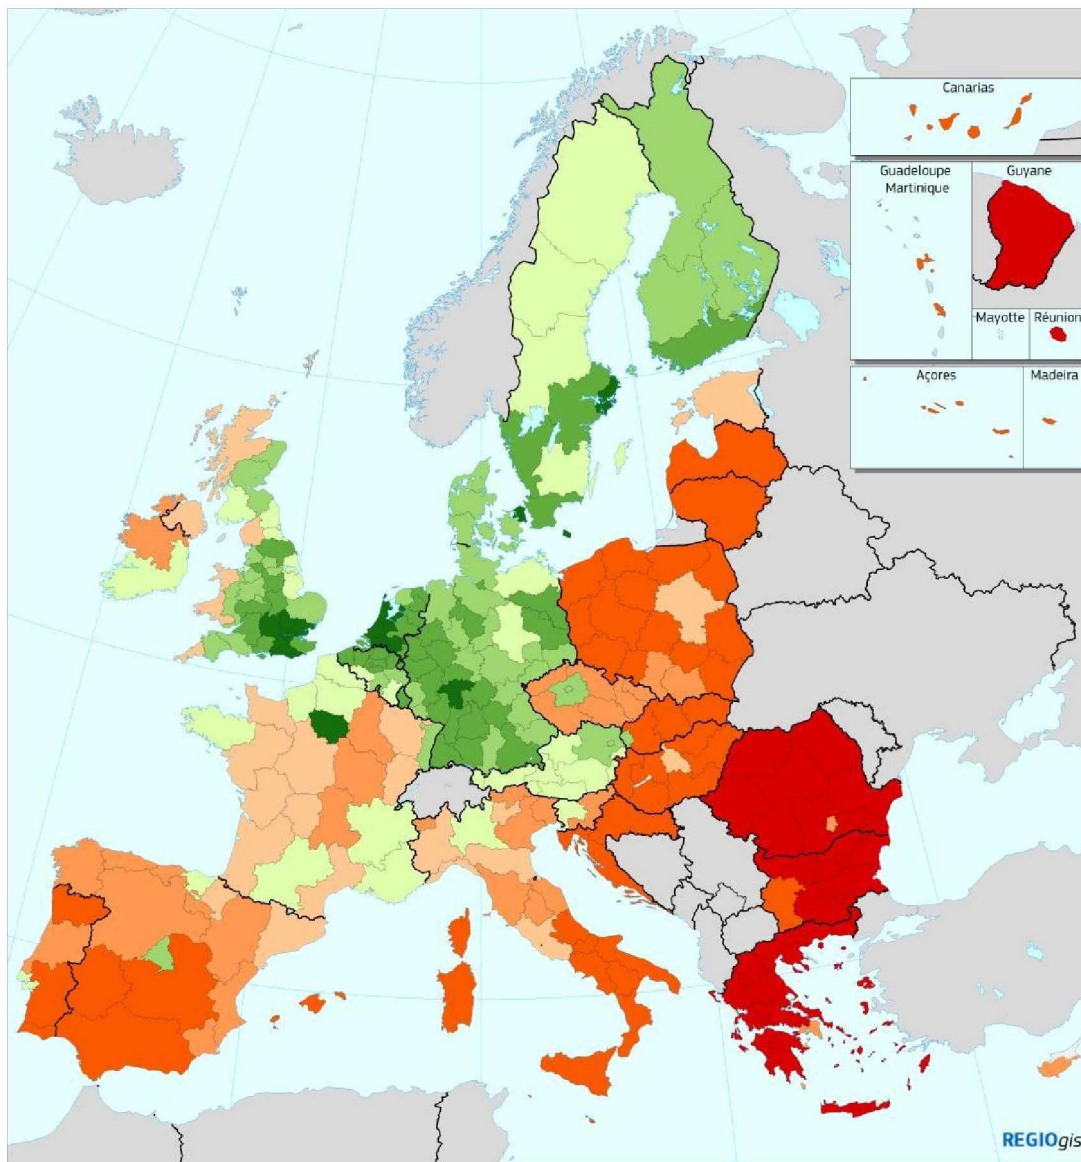 Canarias
Guadeloupe
Martinique
Guyane
Mayotte
Réunion
Açores
Madeira
REGIOgis